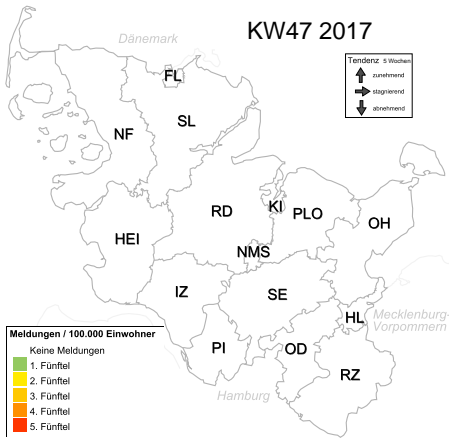 KW47 2017
Dänemark
Tendenz 5 Wochen
zunehmend
stagnierend
abnehmend
FL
SL
NF
RD
KI
PLO
OH
HEI
NMS
IZ
SE
HL
Mecklenburg-
Vorpommern
PI
OD
RZ
Hamburg
Meldungen / 100.000 Einwohner
Keine Meldungen
1. Fünftel
2. Fünftel
3. Fünftel
4. Fünftel
5. Fünftel